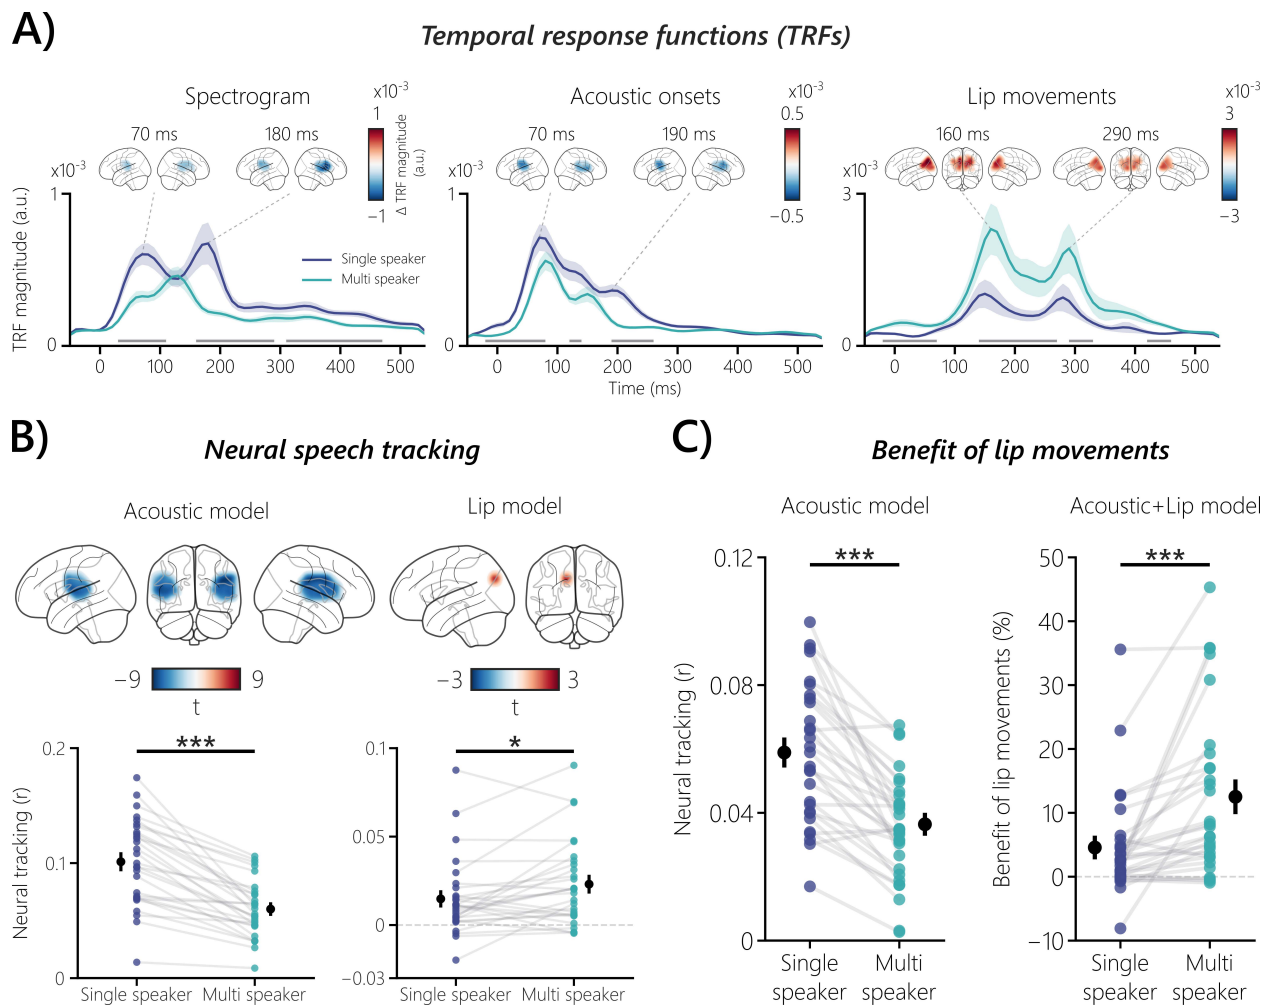 A)
Temporal response functions (TRFs)
Spectrogram
Acoustic onsets
Lip movements
x10⁻³
1
−1
Δ TRF magnitude
(a.u.)
x10⁻³
0.5
−0.5
x10⁻³
3
−3
70 ms
180 ms
70 ms
190 ms
160 ms
290 ms
x10⁻³
1
0
x10⁻³
1
0
x10⁻³
3
0
TRF magnitude (a.u.)
Single speaker
Multi speaker
0 100 200 300 400 500
0 100 200 300 400 500
0 100 200 300 400 500
Time (ms)
B)
Neural speech tracking
Acoustic model
Lip model
−9
9
t
−3
3
t
***
*
0.2
0.1
0
Neural tracking (r)
Single speaker
Multi speaker
0.1
0.05
0
−0.03
Neural tracking (r)
Single speaker
Multi speaker
C)
Benefit of lip movements
Acoustic model
Acoustic+Lip model
***
***
0.12
0.08
0.04
0
Neural tracking (r)
Single
speaker
Multi
speaker
50
40
30
20
10
0
−10
Benefit of lip movements (%)
Single
speaker
Multi
speaker